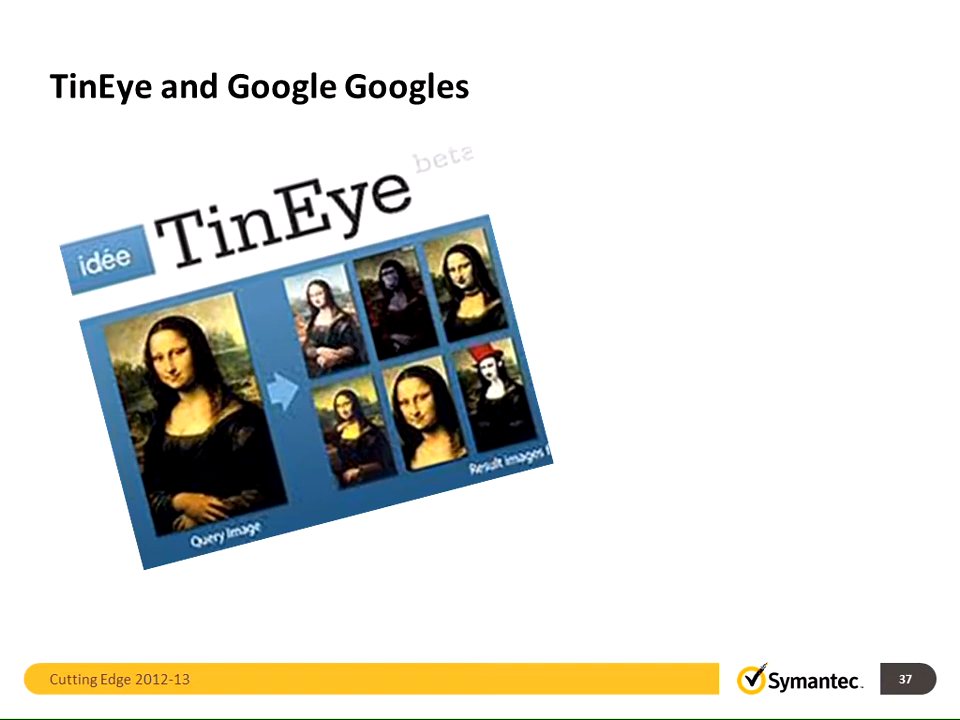 TinEye and Google Googles
beta
TinEye
idée
Query Image
Result images
Cutting Edge 2012-13
Symantec.
37